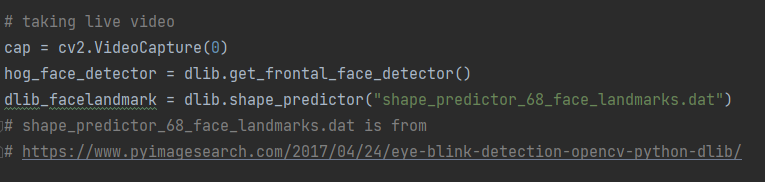 # taking live video
cap = cv2.VideoCapture(0)
hog_face_detector = dlib.get_frontal_face_detector()
dlib_facelandmark = dlib.shape_predictor("shape_predictor_68_face_landmarks.dat")
# shape_predictor_68_face_landmarks.dat is from
# https://www.pyimagesearch.com/2017/04/24/eye-blink-detection-opencv-python-dlib/